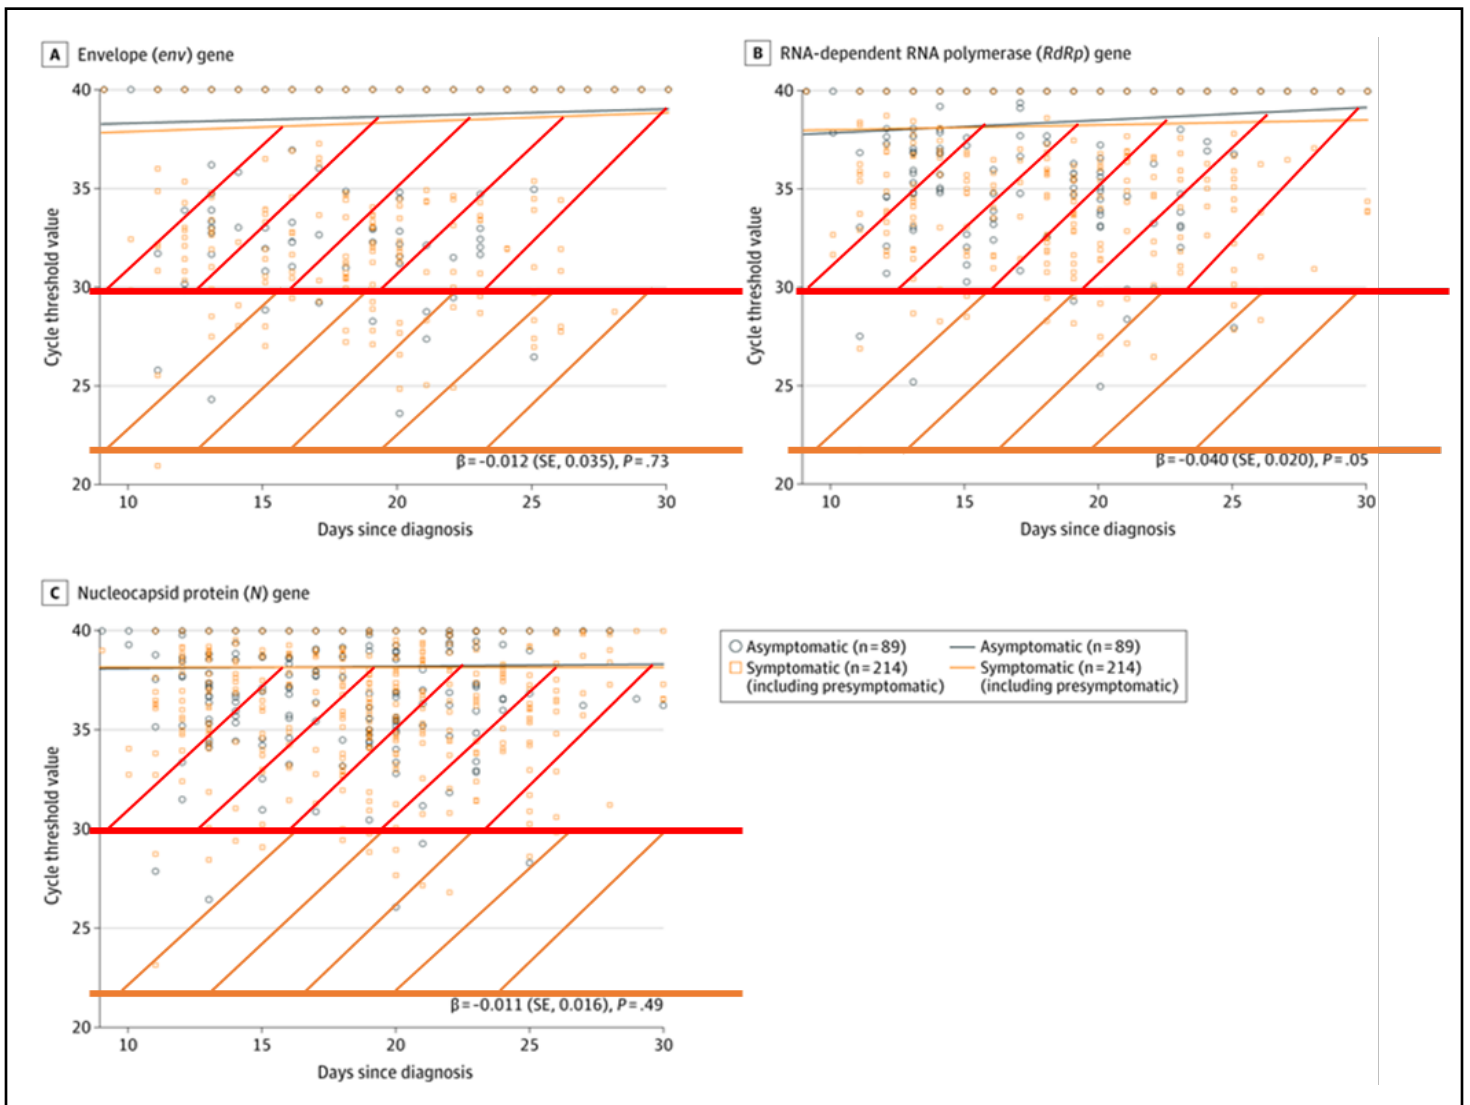 A Envelope (env) gene
40
35
30
25
20
Cycle threshold value
β=-0.012 (SE, 0.035), P=.73
10 15 20 25 30
Days since diagnosis
B RNA-dependent RNA polymerase (RdRp) gene
40
35
30
25
20
Cycle threshold value
β=-0.040 (SE, 0.020), P=.05
10 15 20 25 30
Days since diagnosis
C Nucleocapsid protein (N) gene
40
35
30
25
20
Cycle threshold value
β=-0.011 (SE, 0.016), P=.49
10 15 20 25 30
Days since diagnosis
Asymptomatic (n=89)
Symptomatic (n=214)
(including presymptomatic)
Asymptomatic (n=89)
Symptomatic (n=214)
(including presymptomatic)